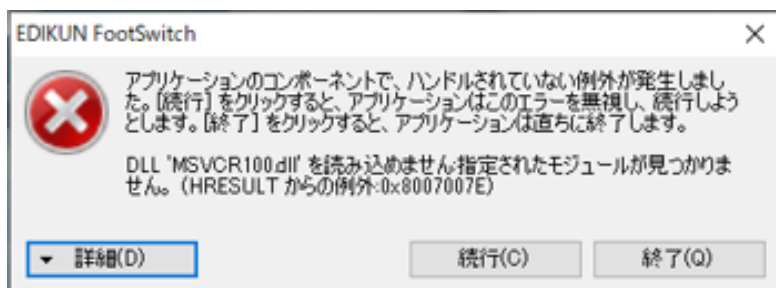 EDIKUN FootSwitch
アプリケーションのコンポーネントで、ハンドルされていない例外が発生しまし
た。[続行] をクリックすると、アプリケーションはこのエラーを無視し、続行しよう
とします。[終了] をクリックすると、アプリケーションは直ちに終了します。
DLL 'MSVCR100.dll' を読み込めません:指定されたモジュールが見つかりま
せん。 (HRESULT からの例外:0x8007007E)
詳細(D)
続行(C)
終了(Q)